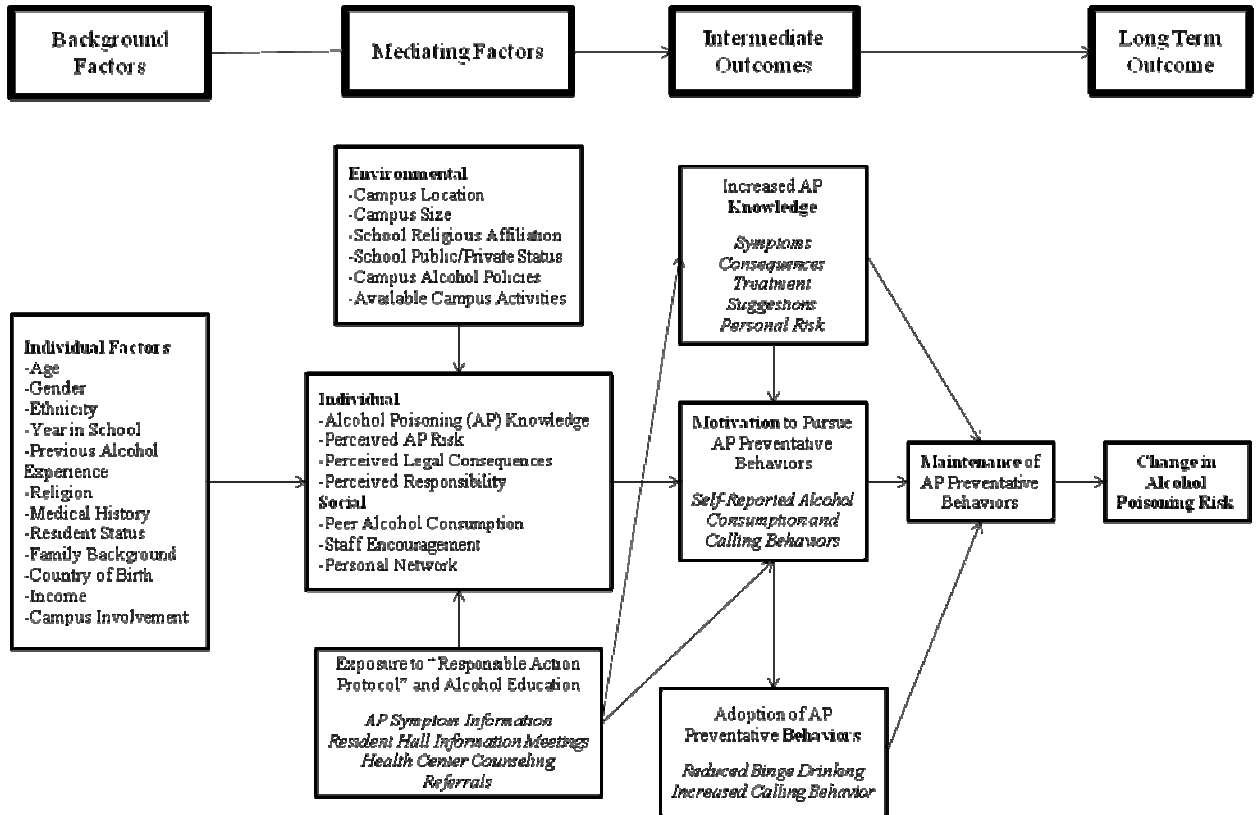 Background
Factors
Mediating Factors
Intermediate
Outcomes
Long Term
Outcome
Environmental
-Campus Location
-Campus Size
-School Religious Affiliation
-School Public/Private Status
-Campus Alcohol Policies
-Available Campus Activities
Individual Factors
-Age
-Gender
-Ethnicity
-Year in School
-Previous Alcohol
Experience
-Religion
-Medical History
-Resident Status
-Family Background
-Country of Birth
-Income
-Campus Involvement
Individual
-Alcohol Poisoning (AP) Knowledge
-Perceived AP Risk
-Perceived Legal Consequences
-Perceived Responsibility
Social
-Peer Alcohol Consumption
-Staff Encouragement
-Personal Network
Exposure to "Responsible Action
Protocol" and Alcohol Education
AP Symptom Information
Resident Hall Information Meetings
Health Center Counseling
Referrals
Increased AP
Knowledge
Symptoms
Consequences
Treatment
Suggestions
Personal Risk
Motivation to Pursue
AP Preventative
Behaviors
Self-Reported Alcohol
Consumption and
Calling Behaviors
Adoption of AP
Preventative Behaviors
Reduced Binge Drinking
Increased Calling Behavior
Maintenance of
AP Preventative
Behaviors
Change in
Alcohol
Poisoning Risk